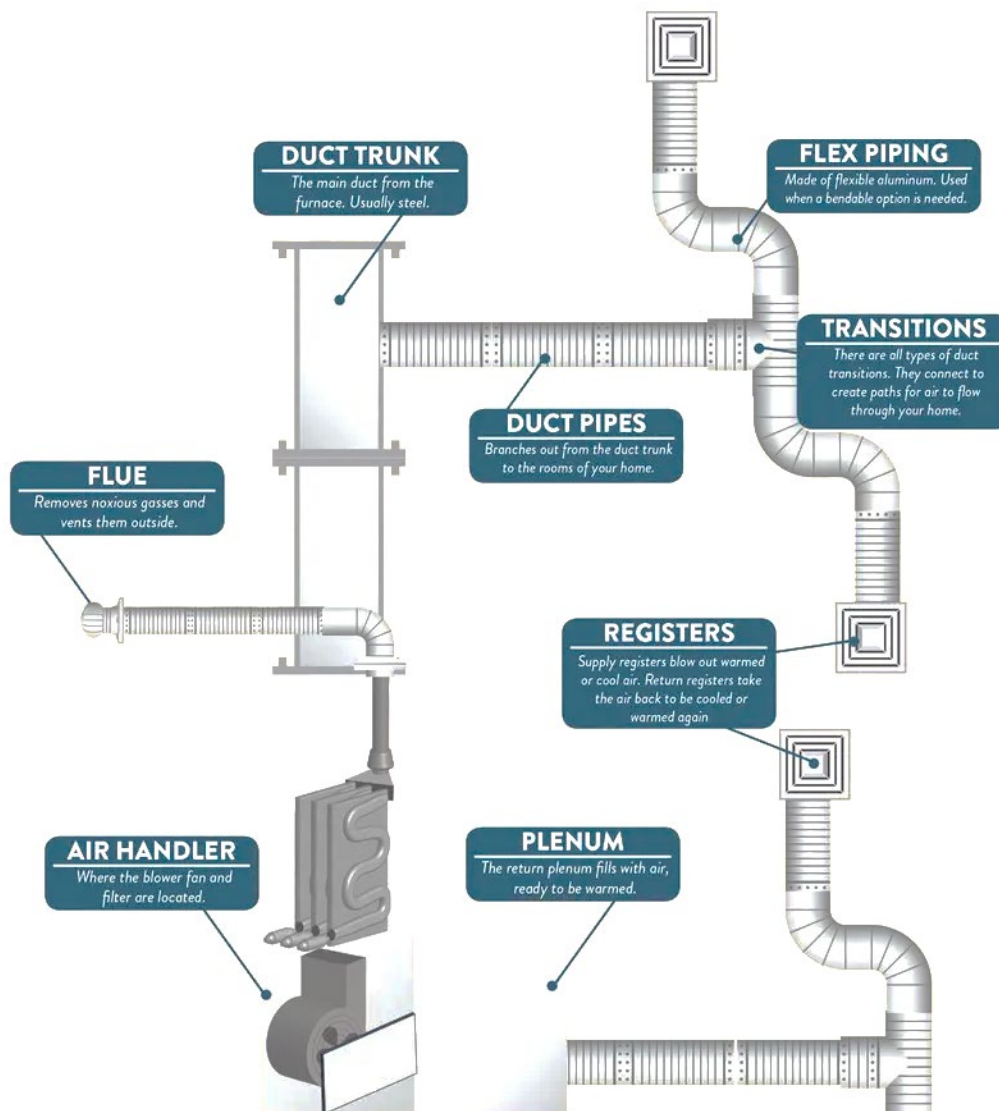 DUCT TRUNK
The main duct from the
furnace. Usually steel.
FLEX PIPING
Made of flexible aluminum. Used
when a bendable option is needed.
TRANSITIONS
There are all types of duct
transitions. They connect to
create paths for air to flow
through your home.
DUCT PIPES
Branches out from the duct trunk
to the rooms of your home.
FLUE
Removes noxious gasses and
vents them outside.
REGISTERS
Supply registers blow out warmed
or cool air. Return registers take
the air back to be cooled or
warmed again
AIR HANDLER
Where the blower fan and
filter are located.
PLENUM
The return plenum fills with air,
ready to be warmed.